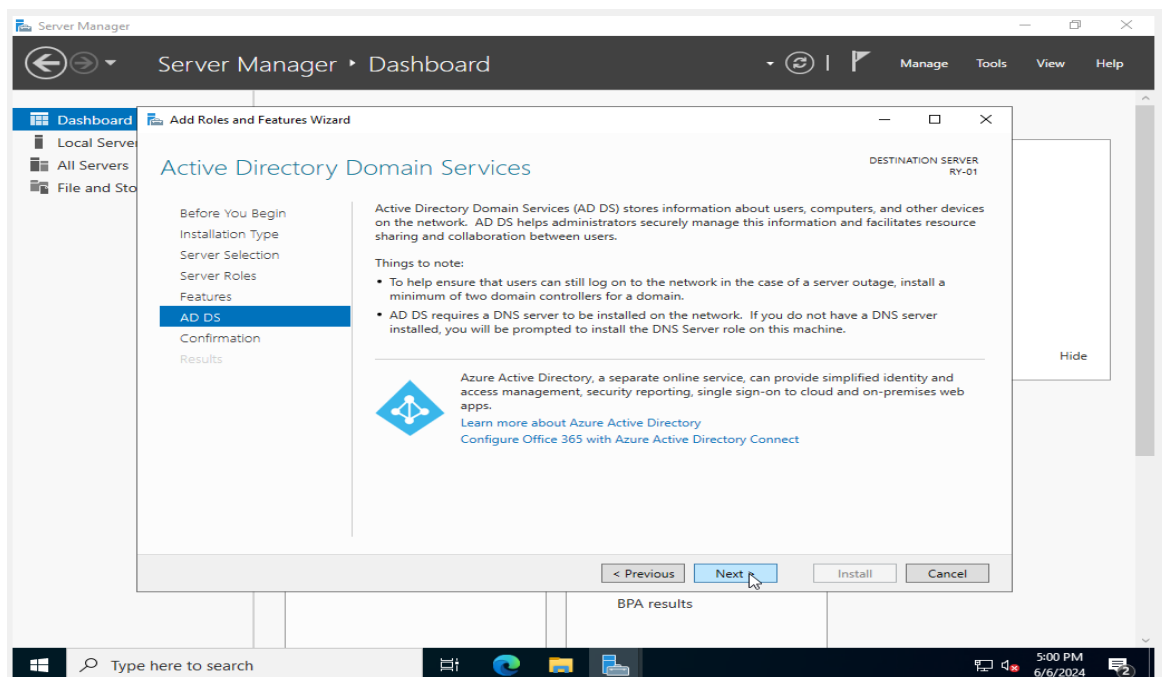 Server Manager
Server Manager ‣ Dashboard
Manage Tools View Help
Dashboard
Local Server
All Servers
File and Sto
Add Roles and Features Wizard
Active Directory Domain Services
DESTINATION SERVER
RY-01
Before You Begin
Installation Type
Server Selection
Server Roles
Features
AD DS
Confirmation
Results
Active Directory Domain Services (AD DS) stores information about users, computers, and other devices
on the network. AD DS helps administrators securely manage this information and facilitates resource
sharing and collaboration between users.
Things to note:
• To help ensure that users can still log on to the network in the case of a server outage, install a
minimum of two domain controllers for a domain.
• AD DS requires a DNS server to be installed on the network. If you do not have a DNS server
installed, you will be prompted to install the DNS Server role on this machine.
Azure Active Directory, a separate online service, can provide simplified identity and
access management, security reporting, single sign-on to cloud and on-premises web
apps.
Learn more about Azure Active Directory
Configure Office 365 with Azure Active Directory Connect
Hide
< Previous Next > Install Cancel
BPA results
Type here to search
5:00 PM
6/6/2024
2